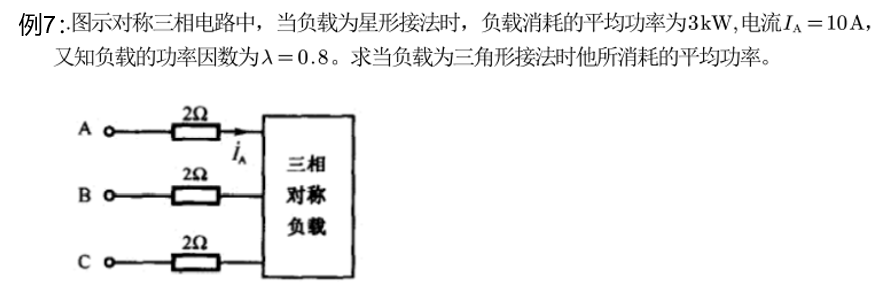 例7:.图示对称三相电路中，当负载为星形接法时，负载消耗的平均功率为3kW,电流I_A=10A，
又知负载的功率因数为λ=0.8。求当负载为三角形接法时他所消耗的平均功率。
2Ω
A
İ_A
三相
2Ω
B
对称
负载
2Ω
C